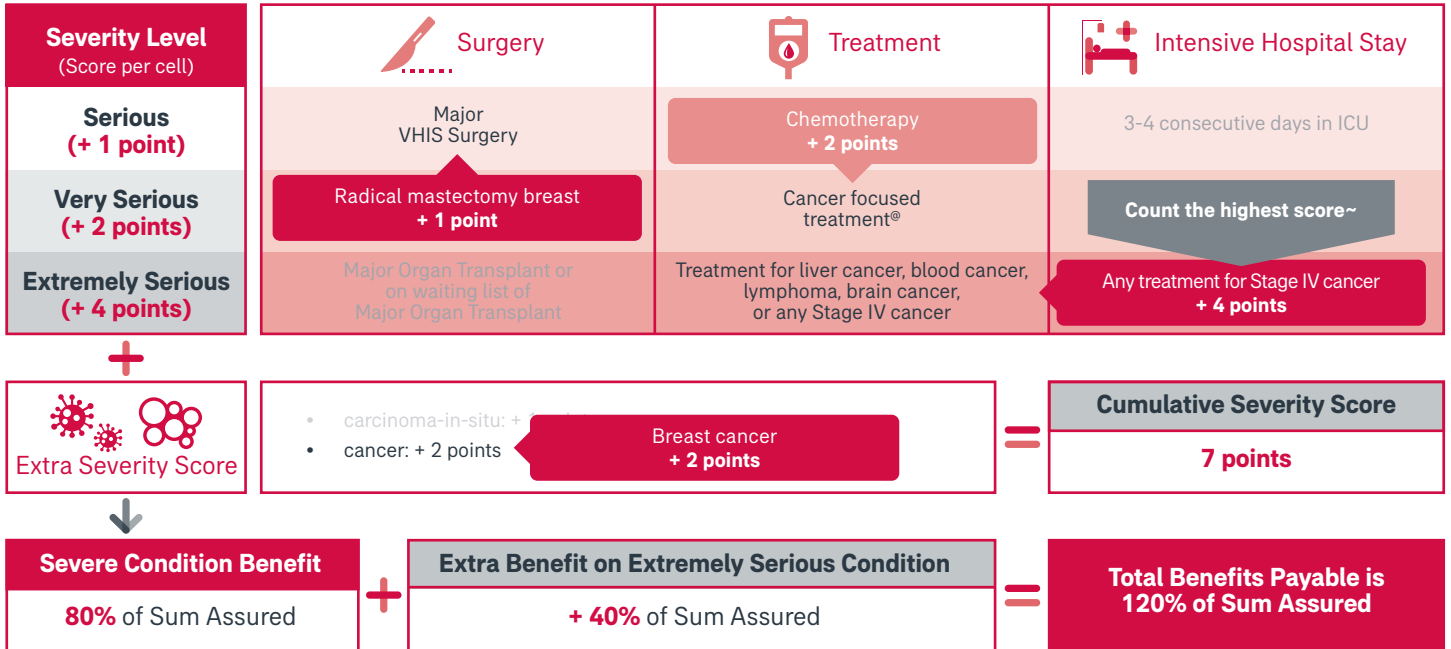 Severity Level
(Score per cell)
Surgery
Treatment
Intensive Hospital Stay
Serious
(+ 1 point)
Major
VHIS Surgery
Chemotherapy
+ 2 points
3-4 consecutive days in ICU
Very Serious
(+ 2 points)
Radical mastectomy breast
+ 1 point
Cancer focused
treatment@
Count the highest score~
Extremely Serious
(+ 4 points)
Major Organ Transplant or
on waiting list of
Major Organ Transplant
Treatment for liver cancer, blood cancer,
lymphoma, brain cancer,
or any Stage IV cancer
Any treatment for Stage IV cancer
+ 4 points
+
Extra Severity Score
• carcinoma-in-situ: +
• cancer: + 2 points
Breast cancer
+ 2 points
=
Cumulative Severity Score
7 points
Severe Condition Benefit
80% of Sum Assured
+
Extra Benefit on Extremely Serious Condition
+ 40% of Sum Assured
=
Total Benefits Payable is
120% of Sum Assured